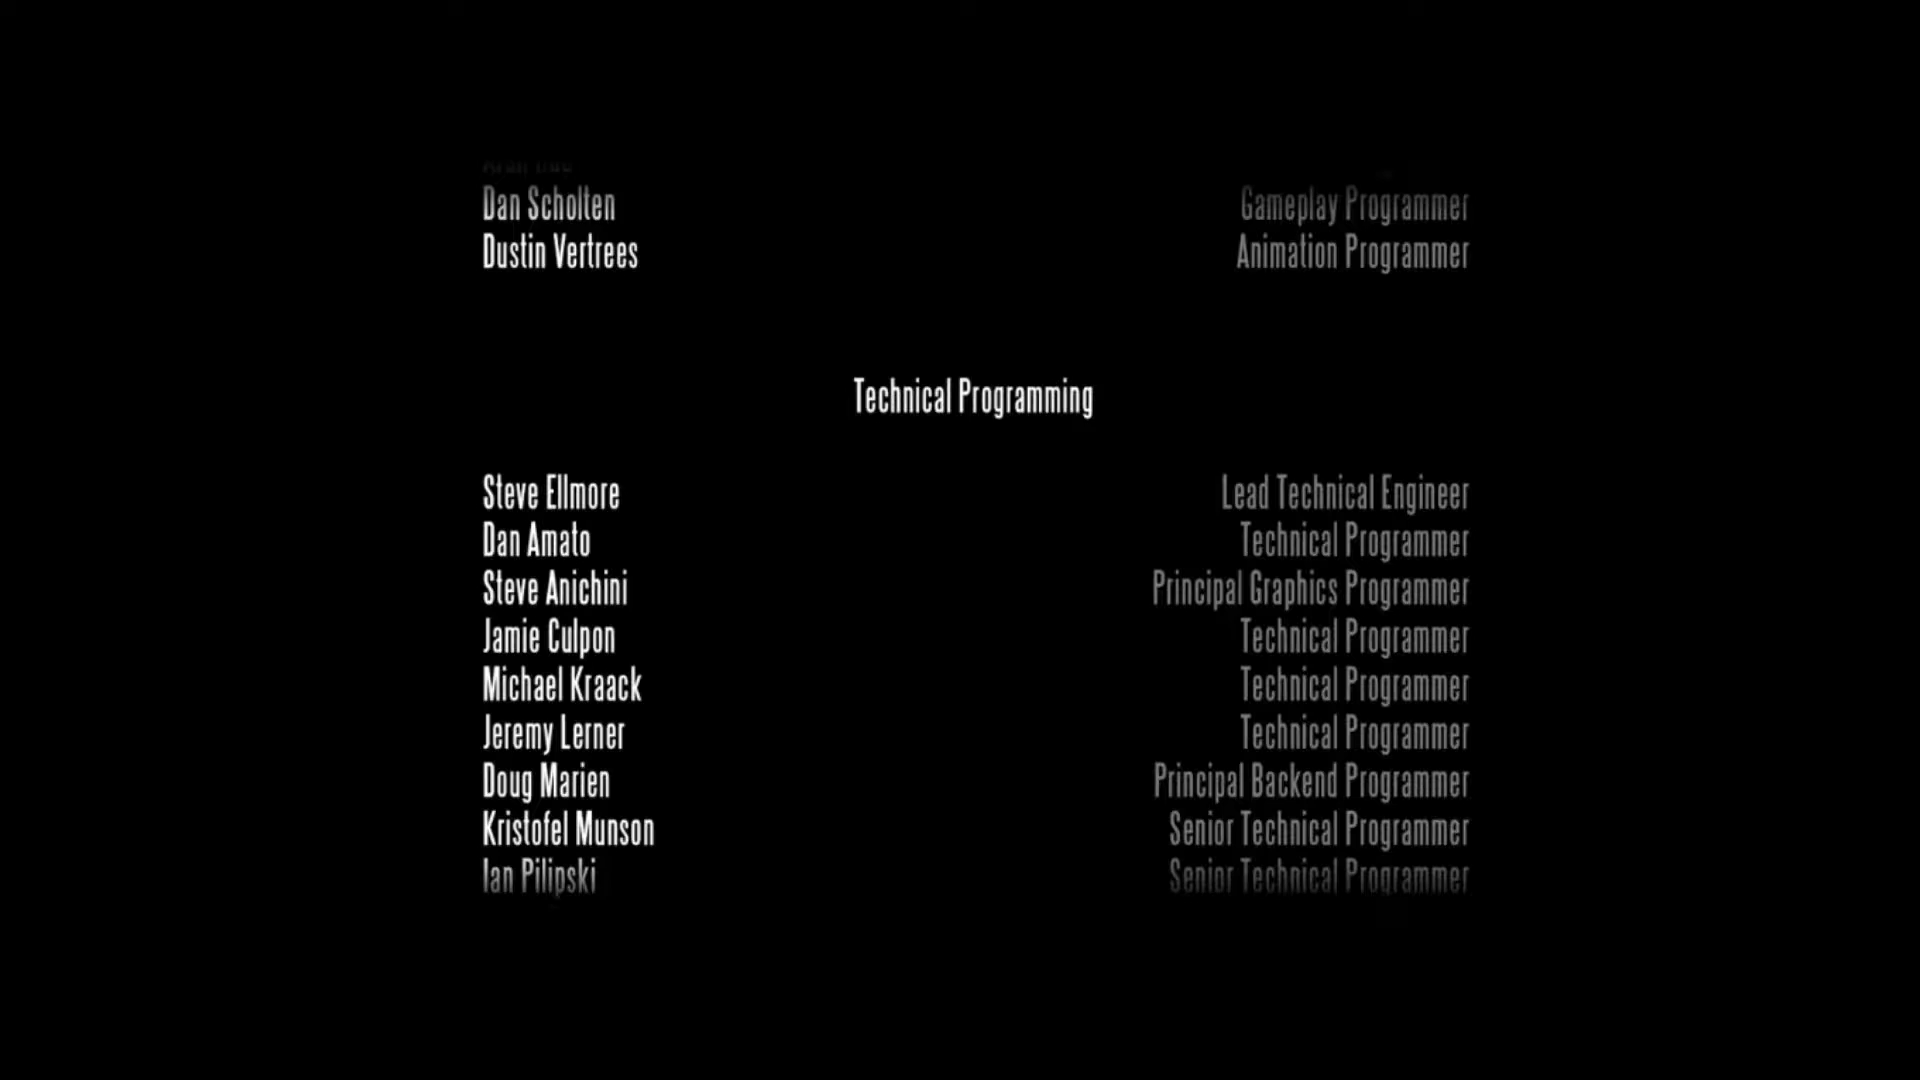 Dan Scholten Gameplay Programmer
Dustin Vertrees Animation Programmer
Technical Programming
Steve Ellmore Lead Technical Engineer
Dan Amato Technical Programmer
Steve Anichini Principal Graphics Programmer
Jamie Culpon Technical Programmer
Michael Kraack Technical Programmer
Jeremy Lerner Technical Programmer
Doug Marien Principal Backend Programmer
Kristofel Munson Senior Technical Programmer
Ian Pilipski Senior Technical Programmer